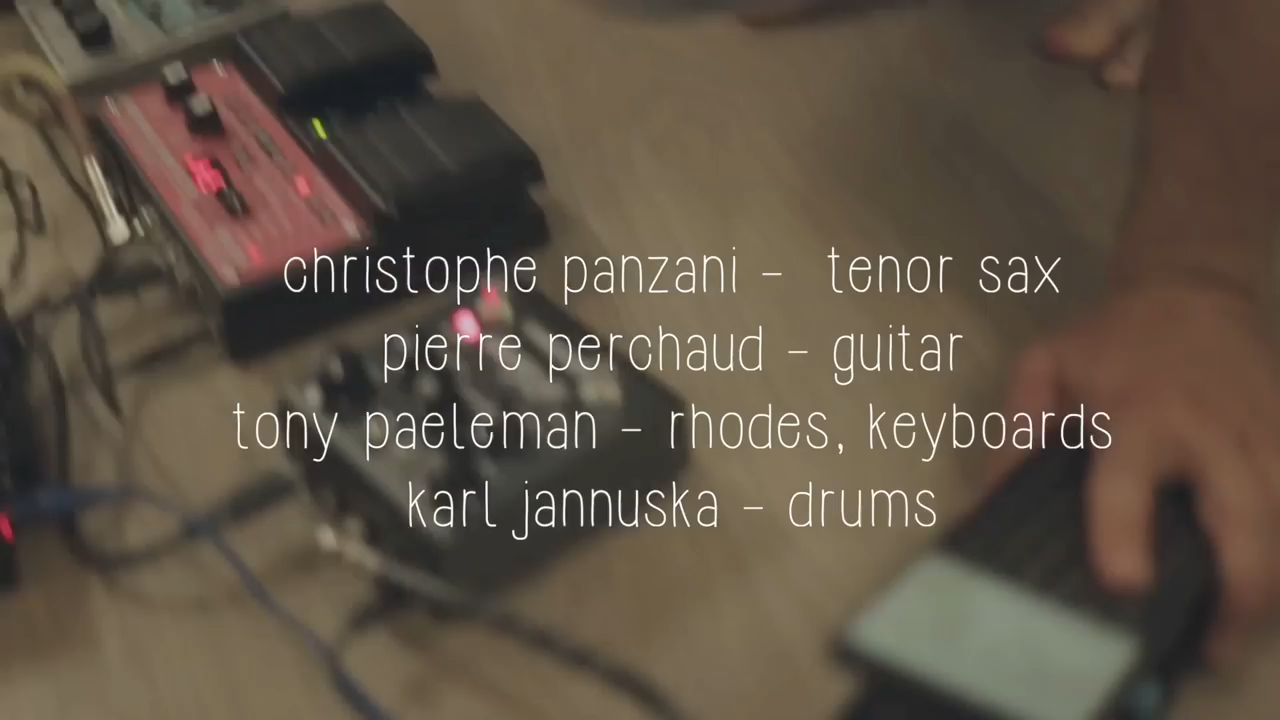 christophe panzani - tenor sax
pierre perchaud - guitar
tony paeleman - rhodes, keyboards
karl jannuska - drums